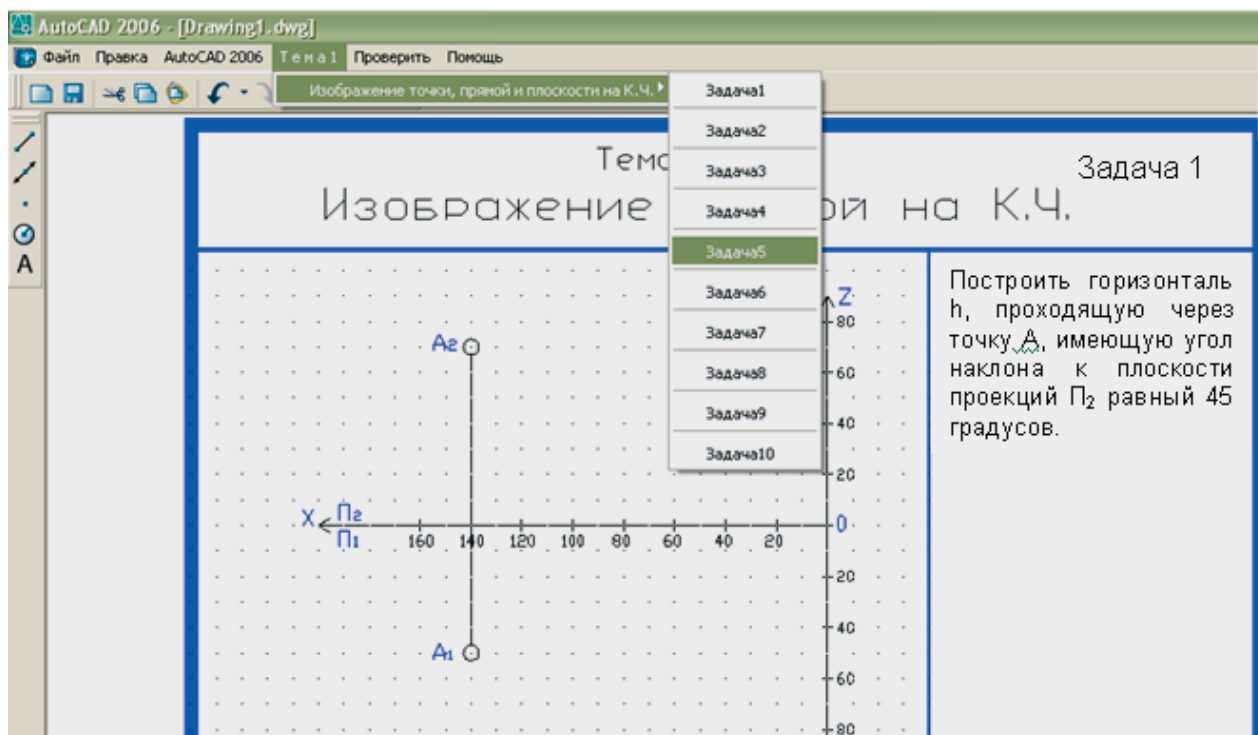 AutoCAD 2006 - [Drawing1.dwg]
Файл Правка AutoCAD 2006 Тема1 Проверить Помощь
Изображение точки, прямой и плоскости на К.Ч.
Задача1
Задача2
Задача3
Задача4
Задача5
Задача6
Задача7
Задача8
Задача9
Задача10
A
Задача 1
Изображение на К.Ч.
Построить горизонталь
h, проходящую через
точку А, имеющую угол
наклона к плоскости
проекций П₂ равный 45
градусов.
Z
80
A2
60
40
20
X П2 0
П1 160 140 120 100 80 60 40 20
20
40
A1
60
80